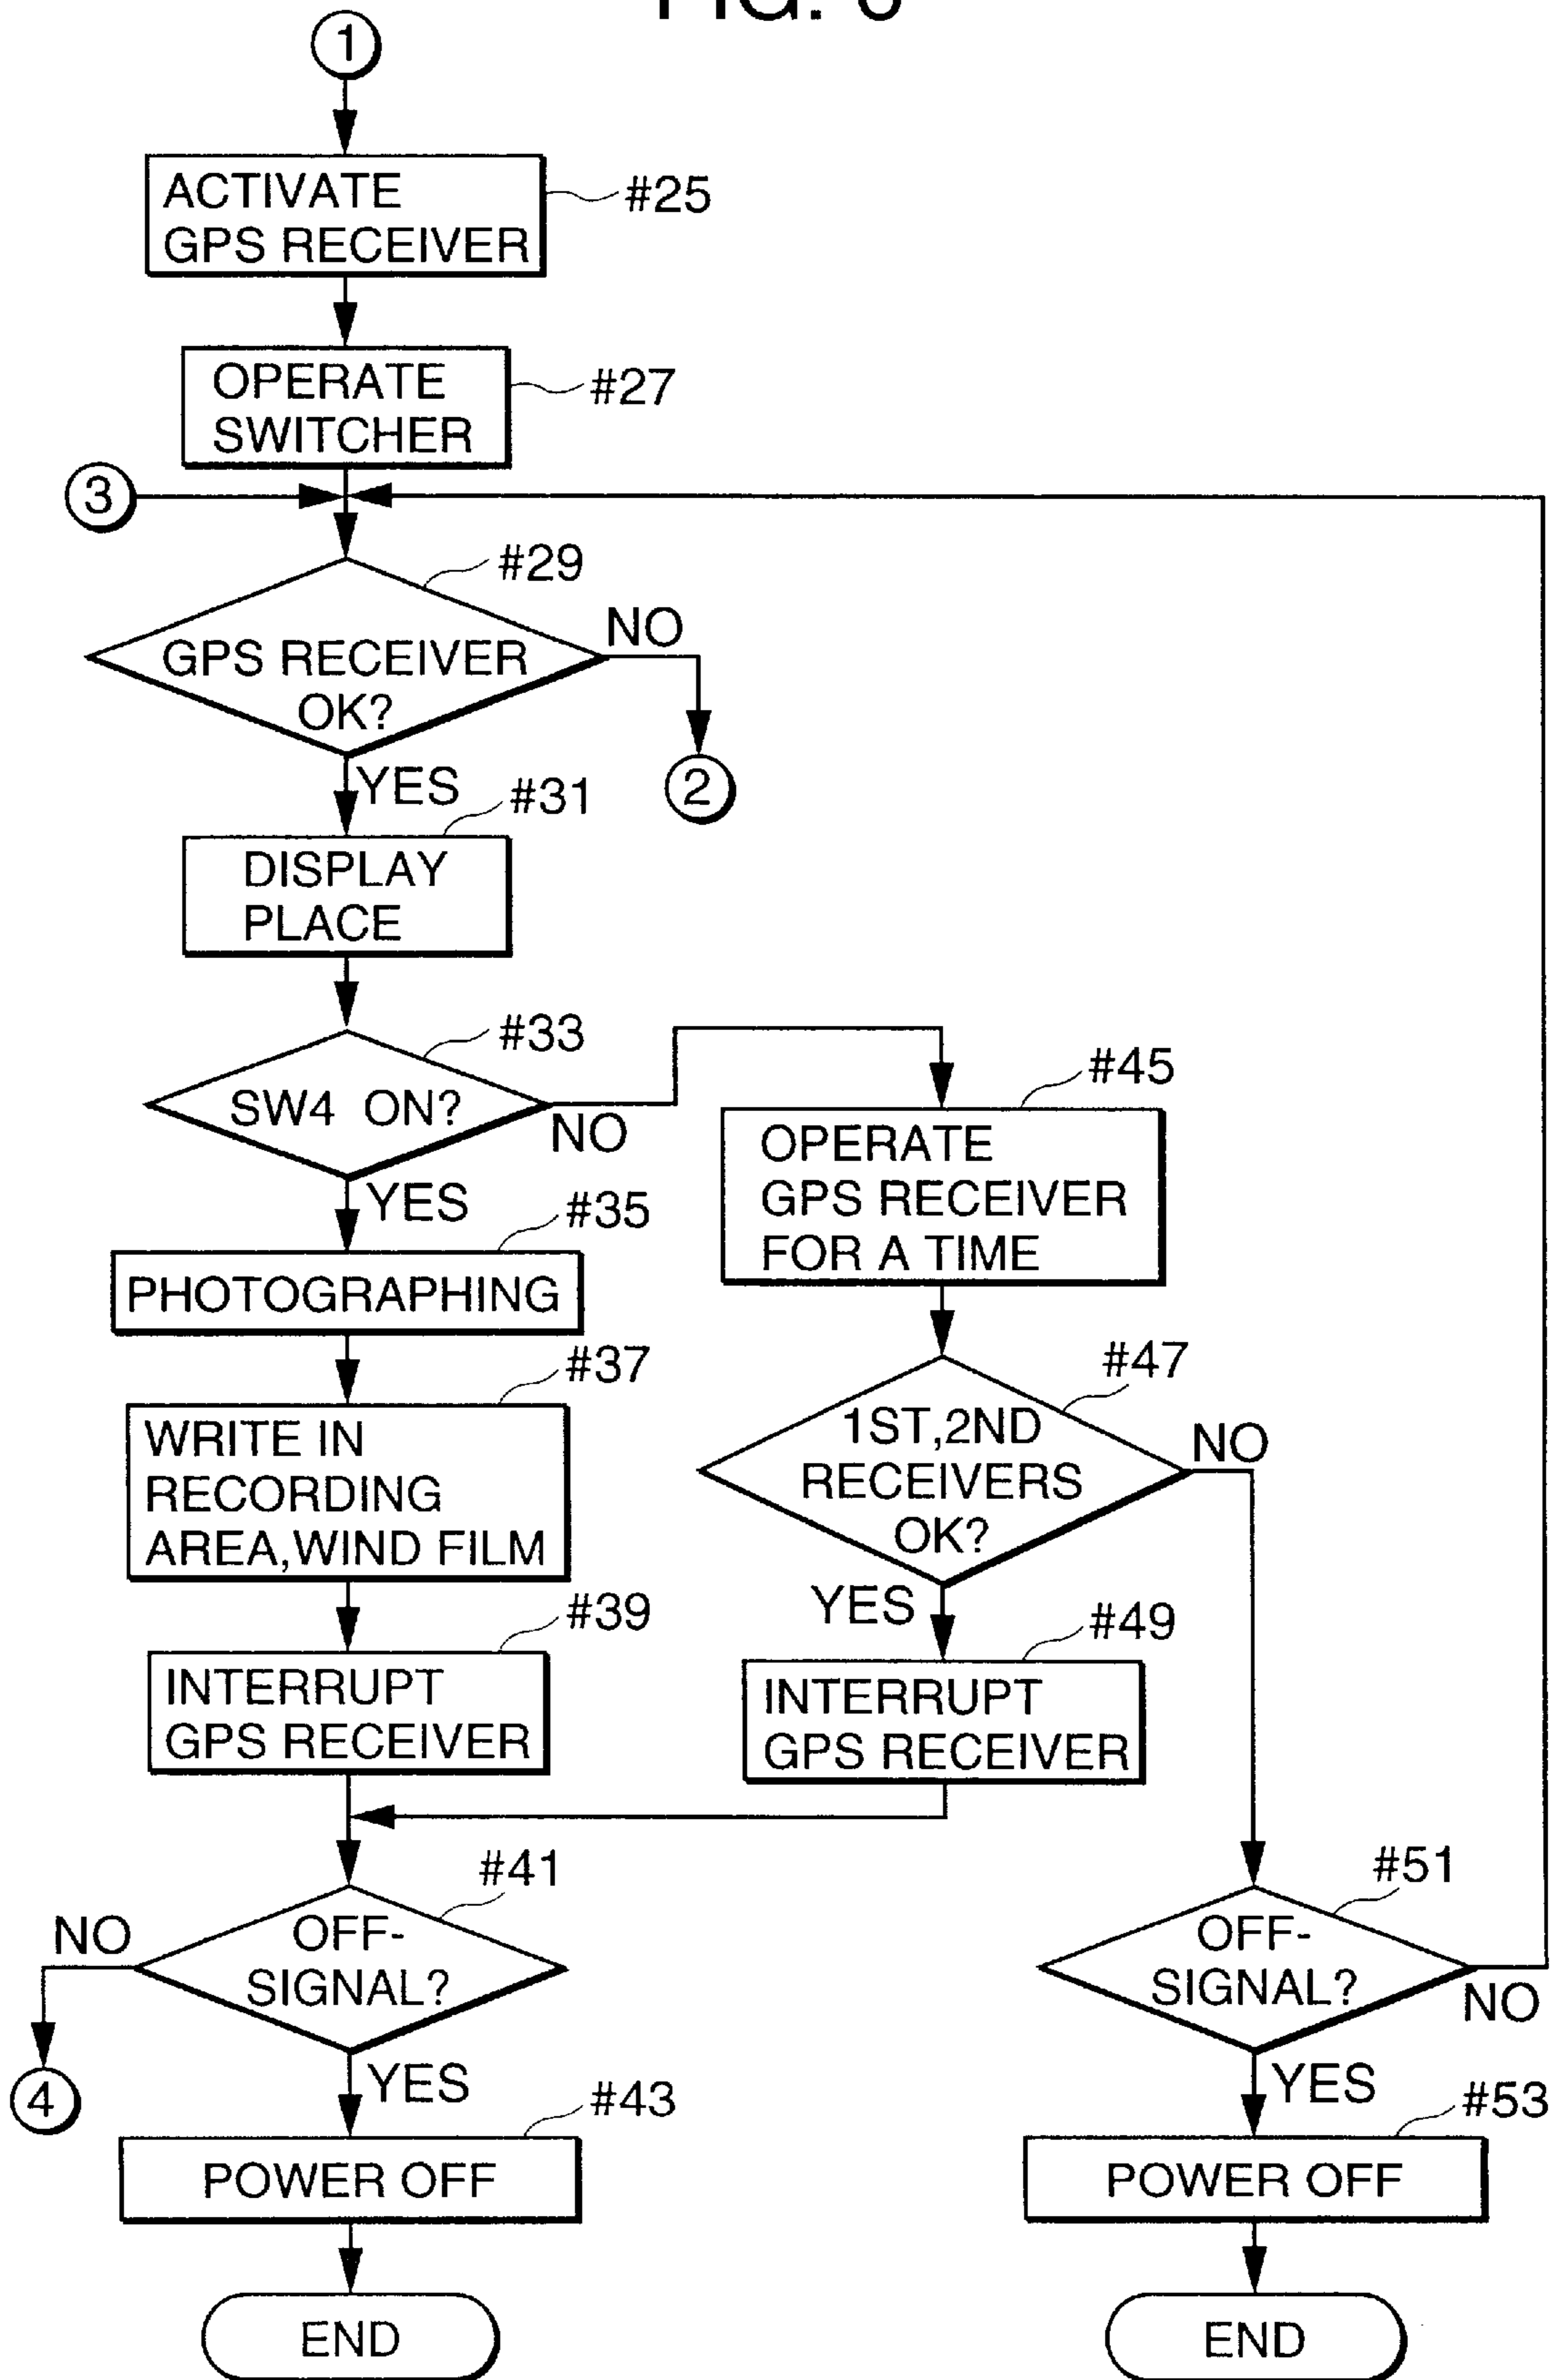 1
ACTIVATE
GPS RECEIVER
#25
OPERATE
SWITCHER
#27
3
#29
GPS RECEIVER
OK?
NO
2
YES
#31
DISPLAY
PLACE
#33
SW4 ON?
NO
YES
#35
PHOTOGRAPHING
#37
WRITE IN
RECORDING
AREA,WIND FILM
#39
INTERRUPT
GPS RECEIVER
#41
OFF-
SIGNAL?
NO
4
YES
#43
POWER OFF
END
#45
OPERATE
GPS RECEIVER
FOR A TIME
#47
1ST,2ND
RECEIVERS
OK?
NO
YES
#49
INTERRUPT
GPS RECEIVER
#51
OFF-
SIGNAL?
NO
YES
#53
POWER OFF
END